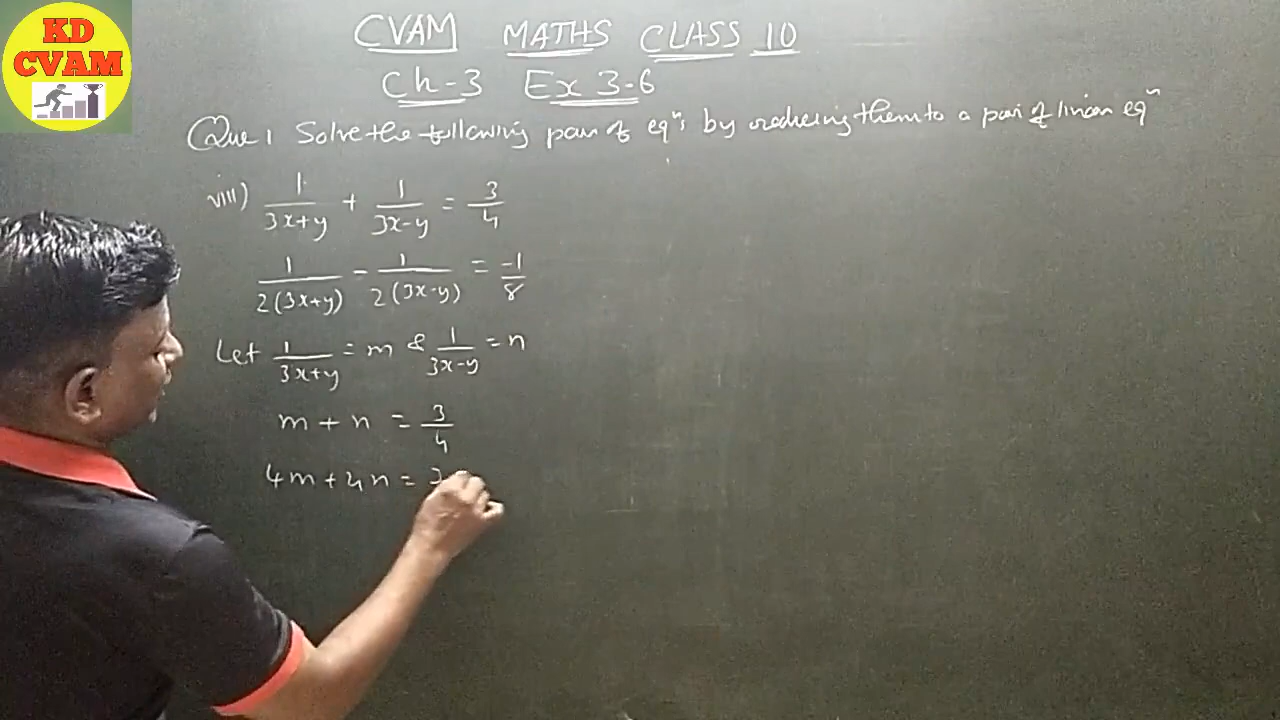 KD
CVAM
CVAM MATHS CLASS 10
Ch-3 Ex 3.6
Que 1 Solve the following pair of eqⁿs by reducing them to a pair of linear eqⁿ
viii) 1/(3x+y) + 1/(3x-y) = 3/4
1/(2(3x+y)) - 1/(2(3x-y)) = -1/8
Let 1/(3x+y) = m & 1/(3x-y) = n
m + n = 3/4
4m + 4n = 3